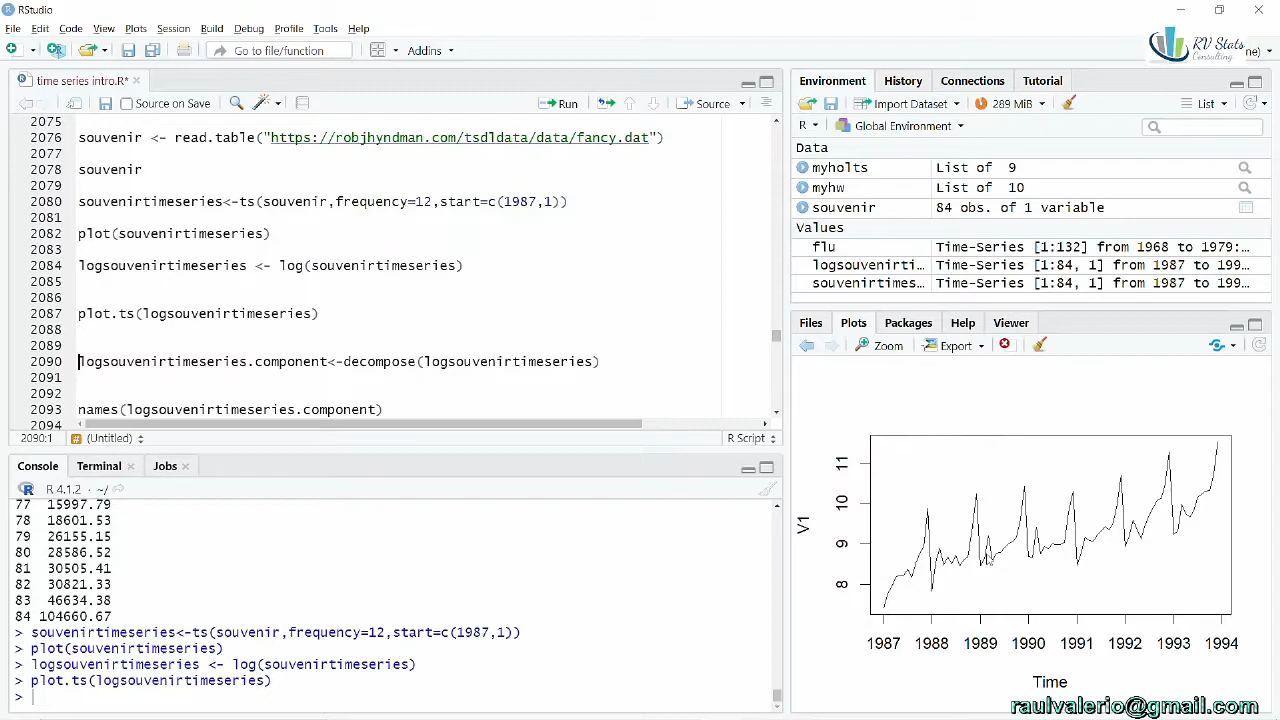 RStudio
File Edit Code View Plots Session Build Debug Profile Tools Help
Go to file/function
Addins
RV Stats
Consulting
ne)
time series intro.R*
Source on Save
Run
Source
2075
2076 souvenir <- read.table("https://robjhyndman.com/tsdldata/data/fancy.dat")
2077
2078 souvenir
2079
2080 souvenirtimeseries<-ts(souvenir,frequency=12,start=c(1987,1))
2081
2082 plot(souvenirtimeseries)
2083
2084 logsouvenirtimeseries <- log(souvenirtimeseries)
2085
2086
2087 plot.ts(logsouvenirtimeseries)
2088
2089
2090 logsouvenirtimeseries.component<-decompose(logsouvenirtimeseries)
2091
2092
2093 names(logsouvenirtimeseries.component)
2094
2090:1 # (Untitled) R Script
Console Terminal Jobs
R 4.1.2 · ~/
77 15997.79
78 18601.53
79 26155.15
80 28586.52
81 30505.41
82 30821.33
83 46634.38
84 104660.67
> souvenirtimeseries<-ts(souvenir,frequency=12,start=c(1987,1))
> plot(souvenirtimeseries)
> logsouvenirtimeseries <- log(souvenirtimeseries)
> plot.ts(logsouvenirtimeseries)
>
Environment History Connections Tutorial
Import Dataset 289 MiB List
R Global Environment
Data
myholts List of 9
myhw List of 10
souvenir 84 obs. of 1 variable
Values
flu Time-Series [1:132] from 1968 to 1979:…
logsouvenirti… Time-Series [1:84, 1] from 1987 to 199…
souvenirtimes… Time-Series [1:84, 1] from 1987 to 199…
Files Plots Packages Help Viewer
Zoom Export
V1
11
10
9
8
1987 1988 1989 1990 1991 1992 1993 1994
Time
raulvalerio@gmail.com